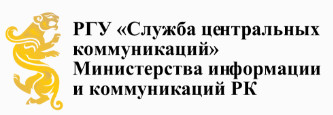 РГУ «Служба центральных
коммуникаций»
Министерства информации
и коммуникаций РК